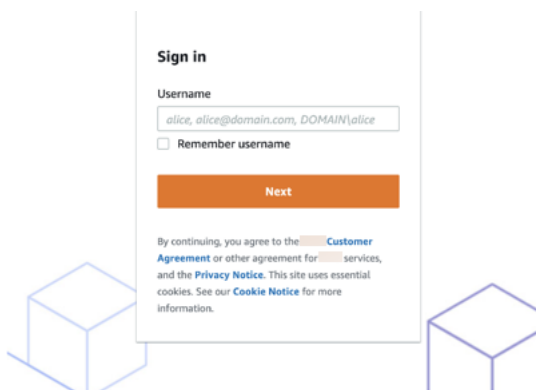 Sign in
Username
alice, alice@domain.com, DOMAIN\alice
Remember username
Next
By continuing, you agree to the Customer
Agreement or other agreement for services,
and the Privacy Notice. This site uses essential
cookies. See our Cookie Notice for more
information.